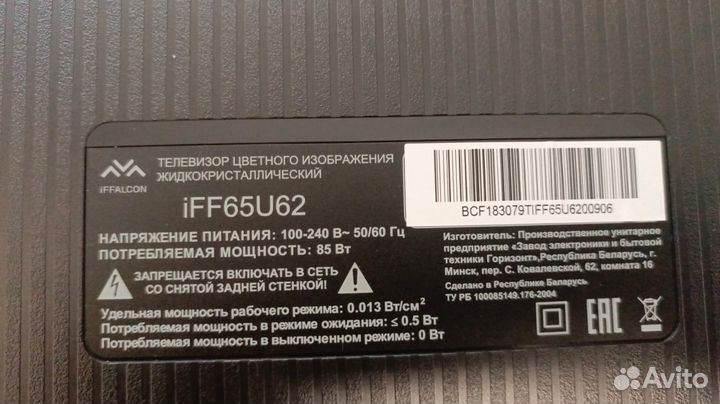 iFFALCON
ТЕЛЕВИЗОР ЦВЕТНОГО ИЗОБРАЖЕНИЯ
ЖИДКОКРИСТАЛЛИЧЕСКИЙ
iFF65U62
НАПРЯЖЕНИЕ ПИТАНИЯ: 100-240 В~ 50/60 Гц
ПОТРЕБЛЯЕМАЯ МОЩНОСТЬ: 85 Вт
ЗАПРЕЩАЕТСЯ ВКЛЮЧАТЬ В СЕТЬ
СО СНЯТОЙ ЗАДНЕЙ СТЕНКОЙ!
Удельная мощность рабочего режима: 0.013 Вт/см²
Потребляемая мощность в режиме ожидания: ≤ 0.5 Вт
Потребляемая мощность в выключенном режиме: 0 Вт
BCF183079TIFF65U6200906
Изготовитель: Производственное унитарное
предприятие «Завод электроники и бытовой
техники Горизонт»,Республика Беларусь, г.
Минск, пер. С. Ковалевской, 62, комната 16
Сделано в Республике Беларусь
ТУ РБ 100085149.176-2004
EAC
Avito